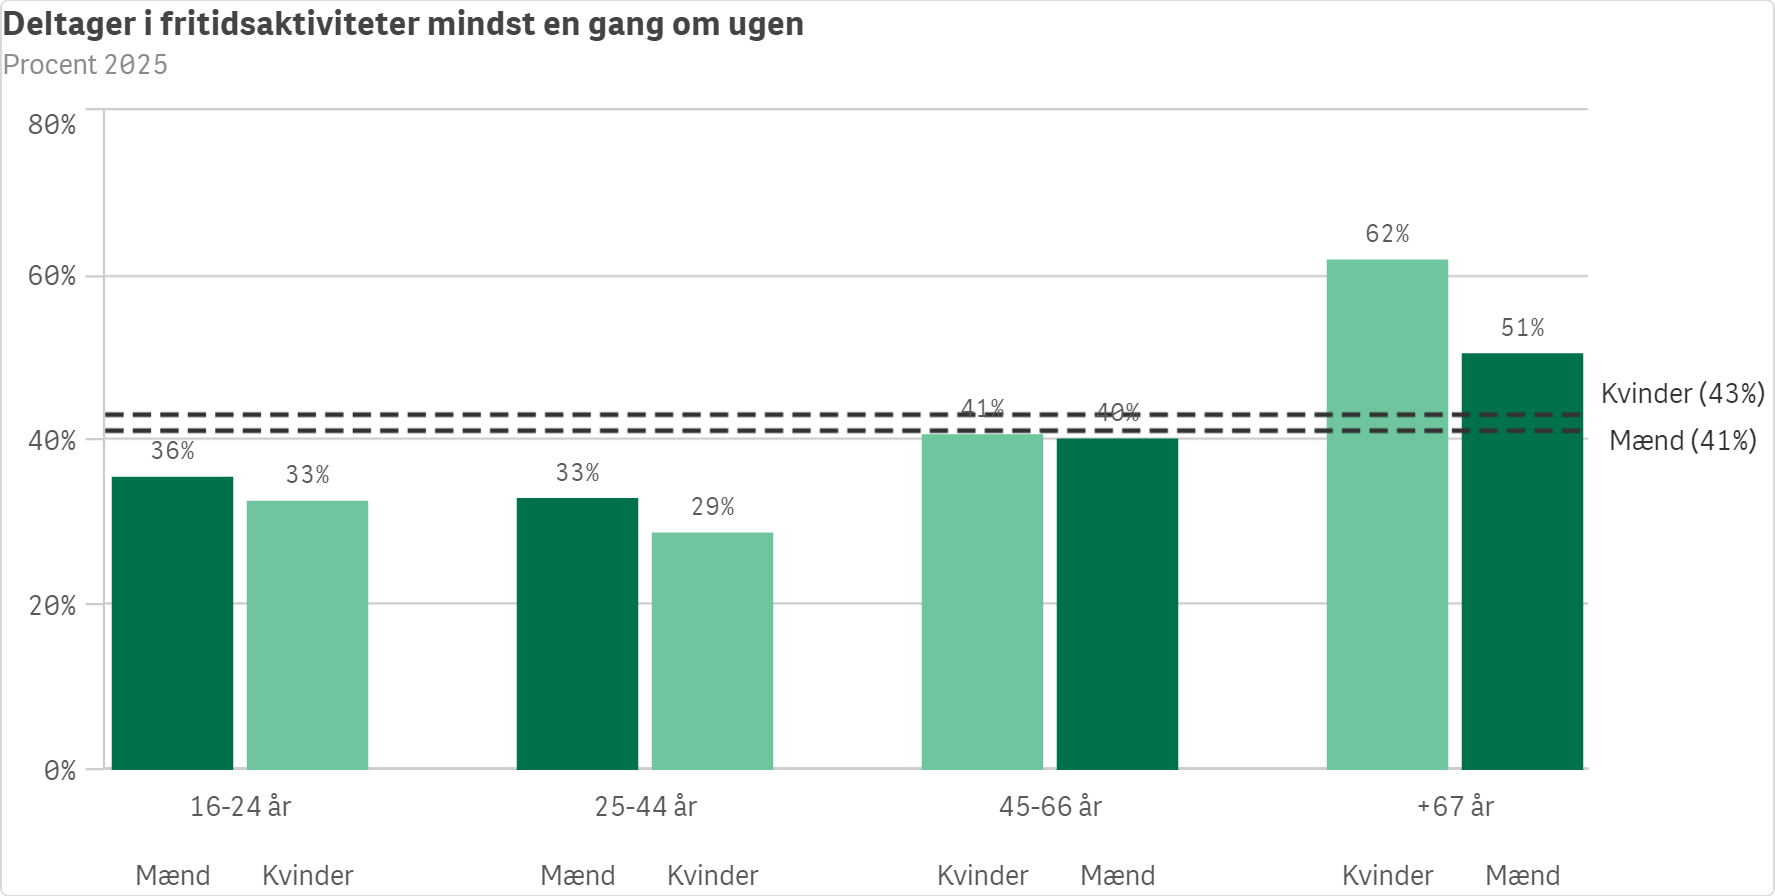 Deltager i fritidsaktiviteter mindst en gang om ugen
Procent 2025
80%
60%
40%
20%
0%
36%
33%
33%
29%
41%
40%
62%
51%
Kvinder (43%)
Mænd (41%)
16-24 år
25-44 år
45-66 år
+67 år
Mænd Kvinder Mænd Kvinder Kvinder Mænd Kvinder Mænd